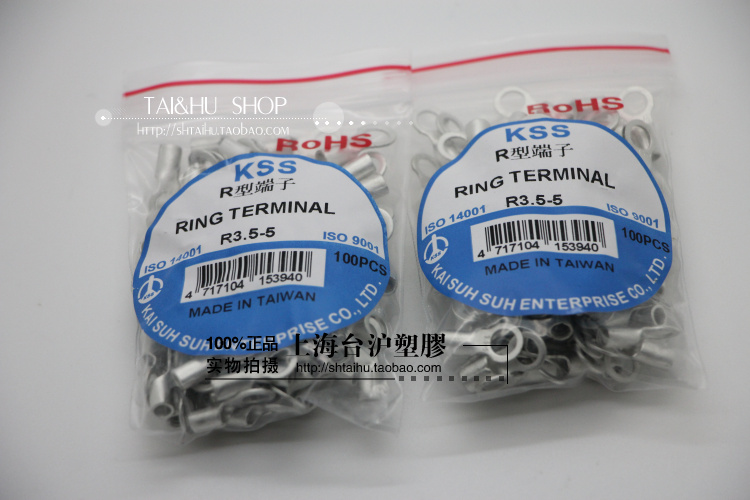 TAI&HU SHOP
HTTP://SHTAIHU.TAOBAO.COM
RoHS
KSS
R型端子
RING TERMINAL
R3.5-5
ISO 14001
ISO 9001
100PCS
4 717104 153940
MADE IN TAIWAN
KAI SUH SUH ENTERPRISE CO., LTD.
RoHS
KSS
R型端子
RING TERMINAL
R3.5-5
ISO 14001
ISO 9001
100PCS
4 717104 153940
MADE IN TAIWAN
KAI SUH SUH ENTERPRISE CO., LTD.
100%正品
实物拍摄
上海台沪塑膠
http://shtaihu.taobao.com